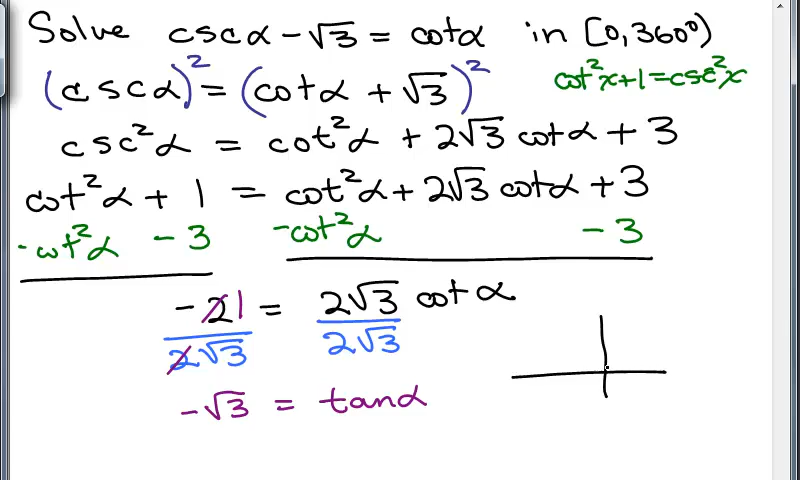 Solve cscα − √3 = cotα in [0, 360°)
(cscα)² = (cotα + √3)² cot²x+1=csc²x
csc²α = cot²α + 2√3 cotα + 3
cot²α + 1 = cot²α + 2√3 cotα + 3
-cot²α − 3 -cot²α − 3
−21 = 2√3 cotα
2√3 2√3
−√3 = tanα